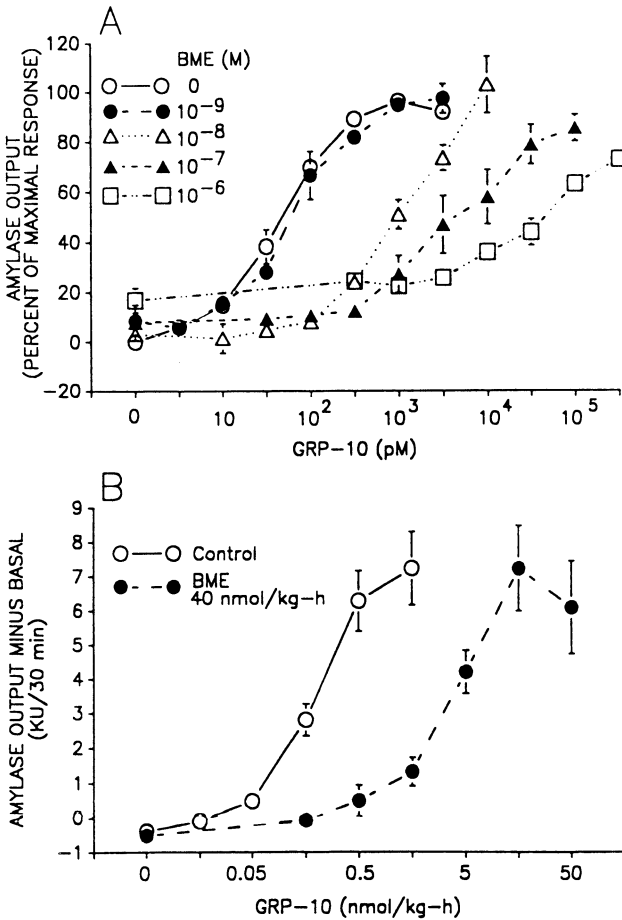 A
BME (M)
0
10⁻⁹
10⁻⁸
10⁻⁷
10⁻⁶
AMYLASE OUTPUT
(PERCENT OF MAXIMAL RESPONSE)
120
100
80
60
40
20
0
-20
0 10 10² 10³ 10⁴ 10⁵
GRP-10 (pM)
B
Control
BME
40 nmol/kg-h
AMYLASE OUTPUT MINUS BASAL
(KU/30 min)
9
8
7
6
5
4
3
2
1
0
-1
0 0.05 0.5 5 50
GRP-10 (nmol/kg-h)